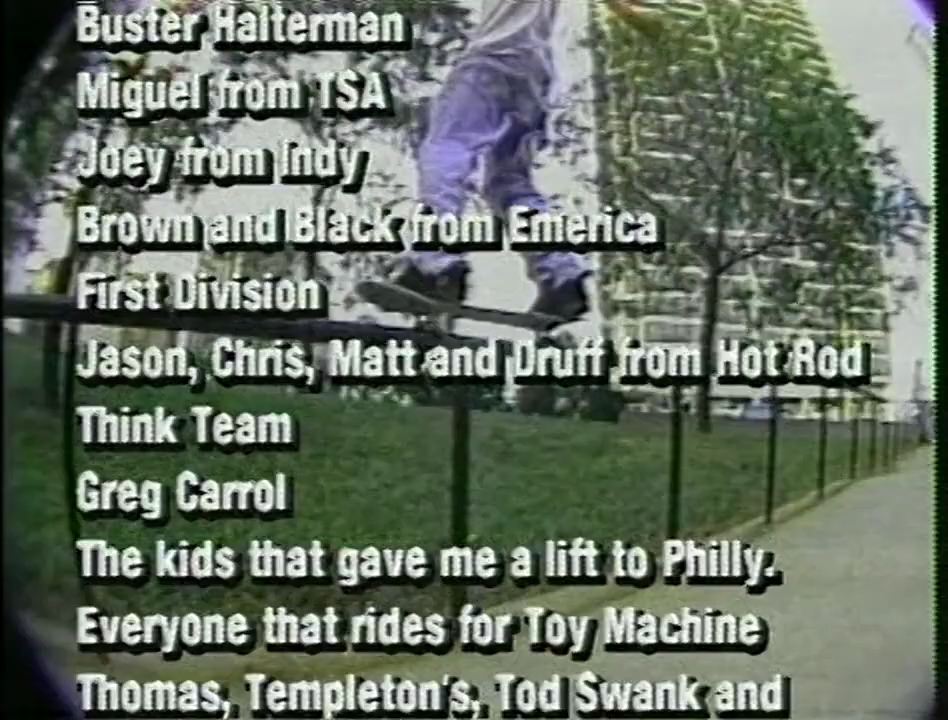 Buster Halterman
Miguel from TSA
Joey from Indy
Brown and Black from Emerica
First Division
Jason, Chris, Matt and Druff from Hot Rod
Think Team
Greg Carrol
The kids that gave me a lift to Philly.
Everyone that rides for Toy Machine
Thomas, Templeton's, Tod Swank and